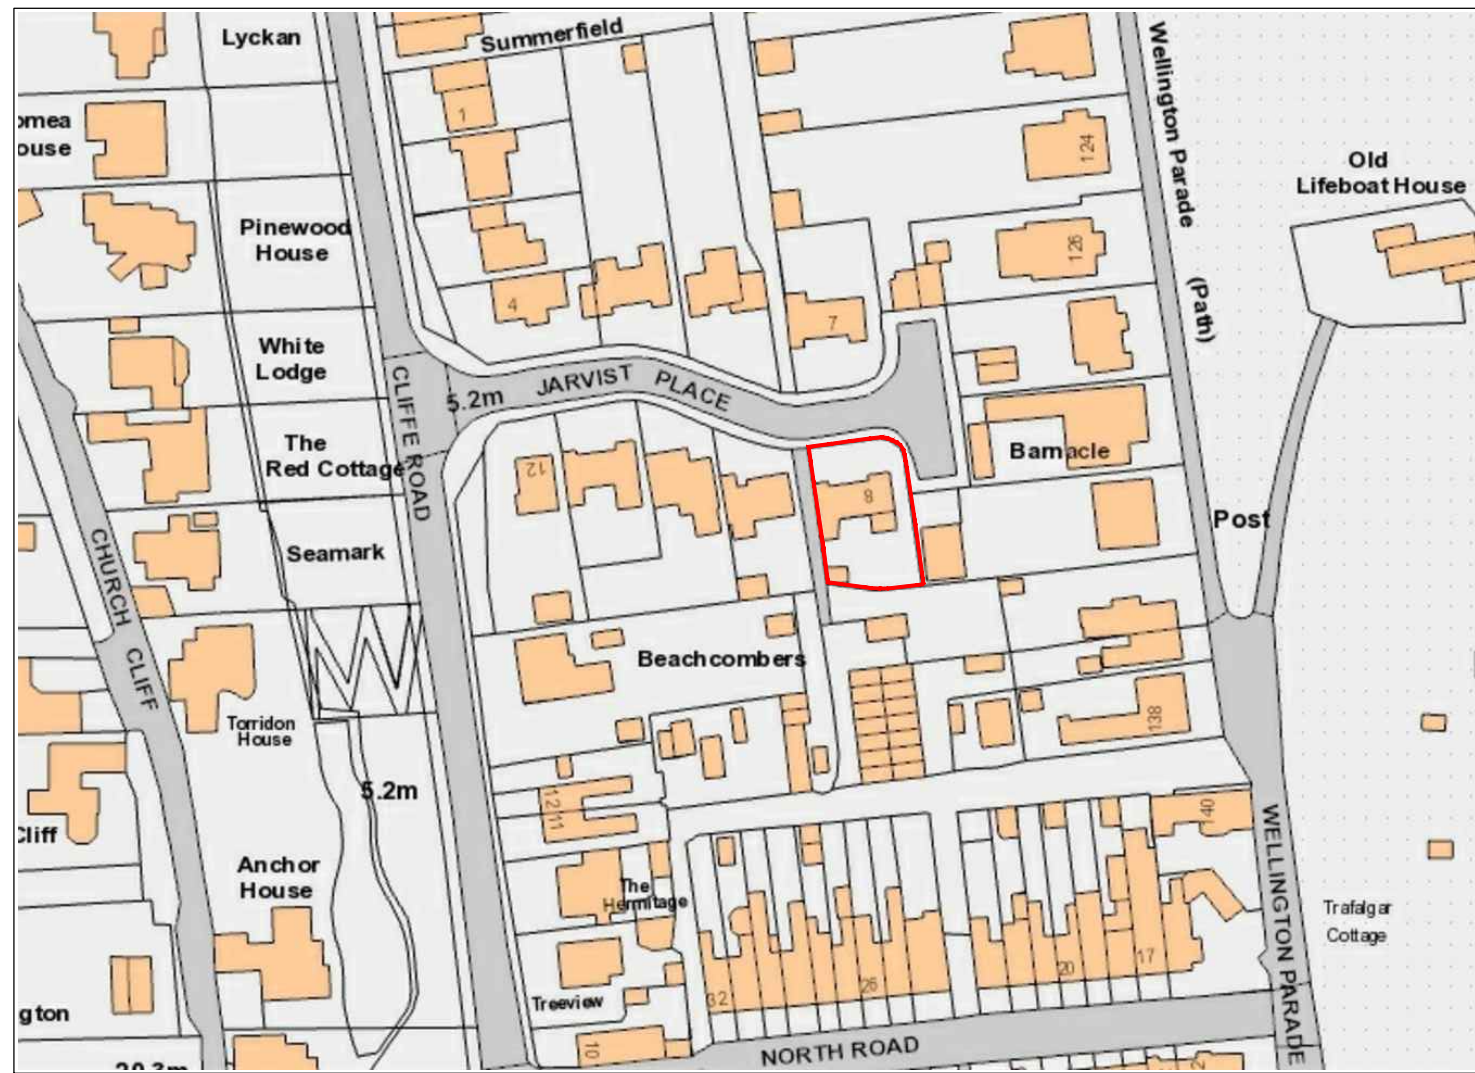 Lyckan
Summerfield
1
omea
ouse
Wellington Parade
(Path)
124
Old
Lifeboat House
Pinewood
House
126
4
7
White
Lodge
JARVIST PLACE
5.2m
CLIFFE ROAD
The
Red Cottage
12
8
Barnacle
Post
CHURCH
CLIFF
Seamark
Beachcombers
Torridon
House
138
5.2m
12
11
140
Cliff
WELLINGTON PARADE
Anchor
House
The
Hermitage
Trafalgar
Cottage
32
26
20
17
Treeview
gton
10
NORTH ROAD